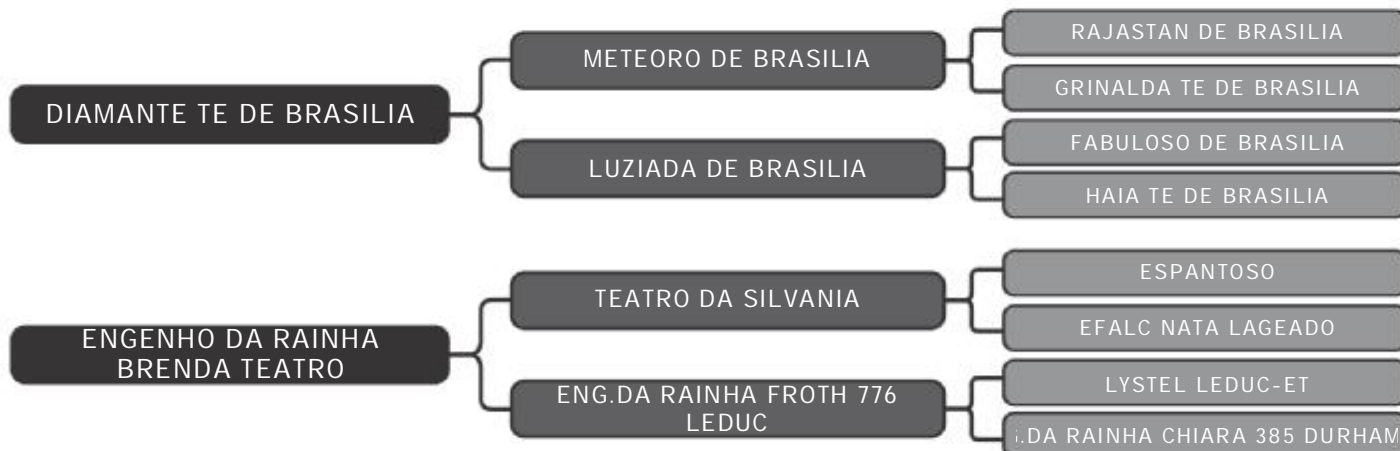 DIAMANTE TE DE BRASILIA
METEORO DE BRASILIA
RAJASTAN DE BRASILIA
GRINALDA TE DE BRASILIA
LUZIADA DE BRASILIA
FABULOSO DE BRASILIA
HAIA TE DE BRASILIA
ENGENHO DA RAINHA
BRENDA TEATRO
TEATRO DA SILVANIA
ESPANTOSO
EFALC NATA LAGEADO
ENG.DA RAINHA FROTH 776
LEDUC
LYSTEL LEDUC-ET
.DA RAINHA CHIARA 385 DURHAM